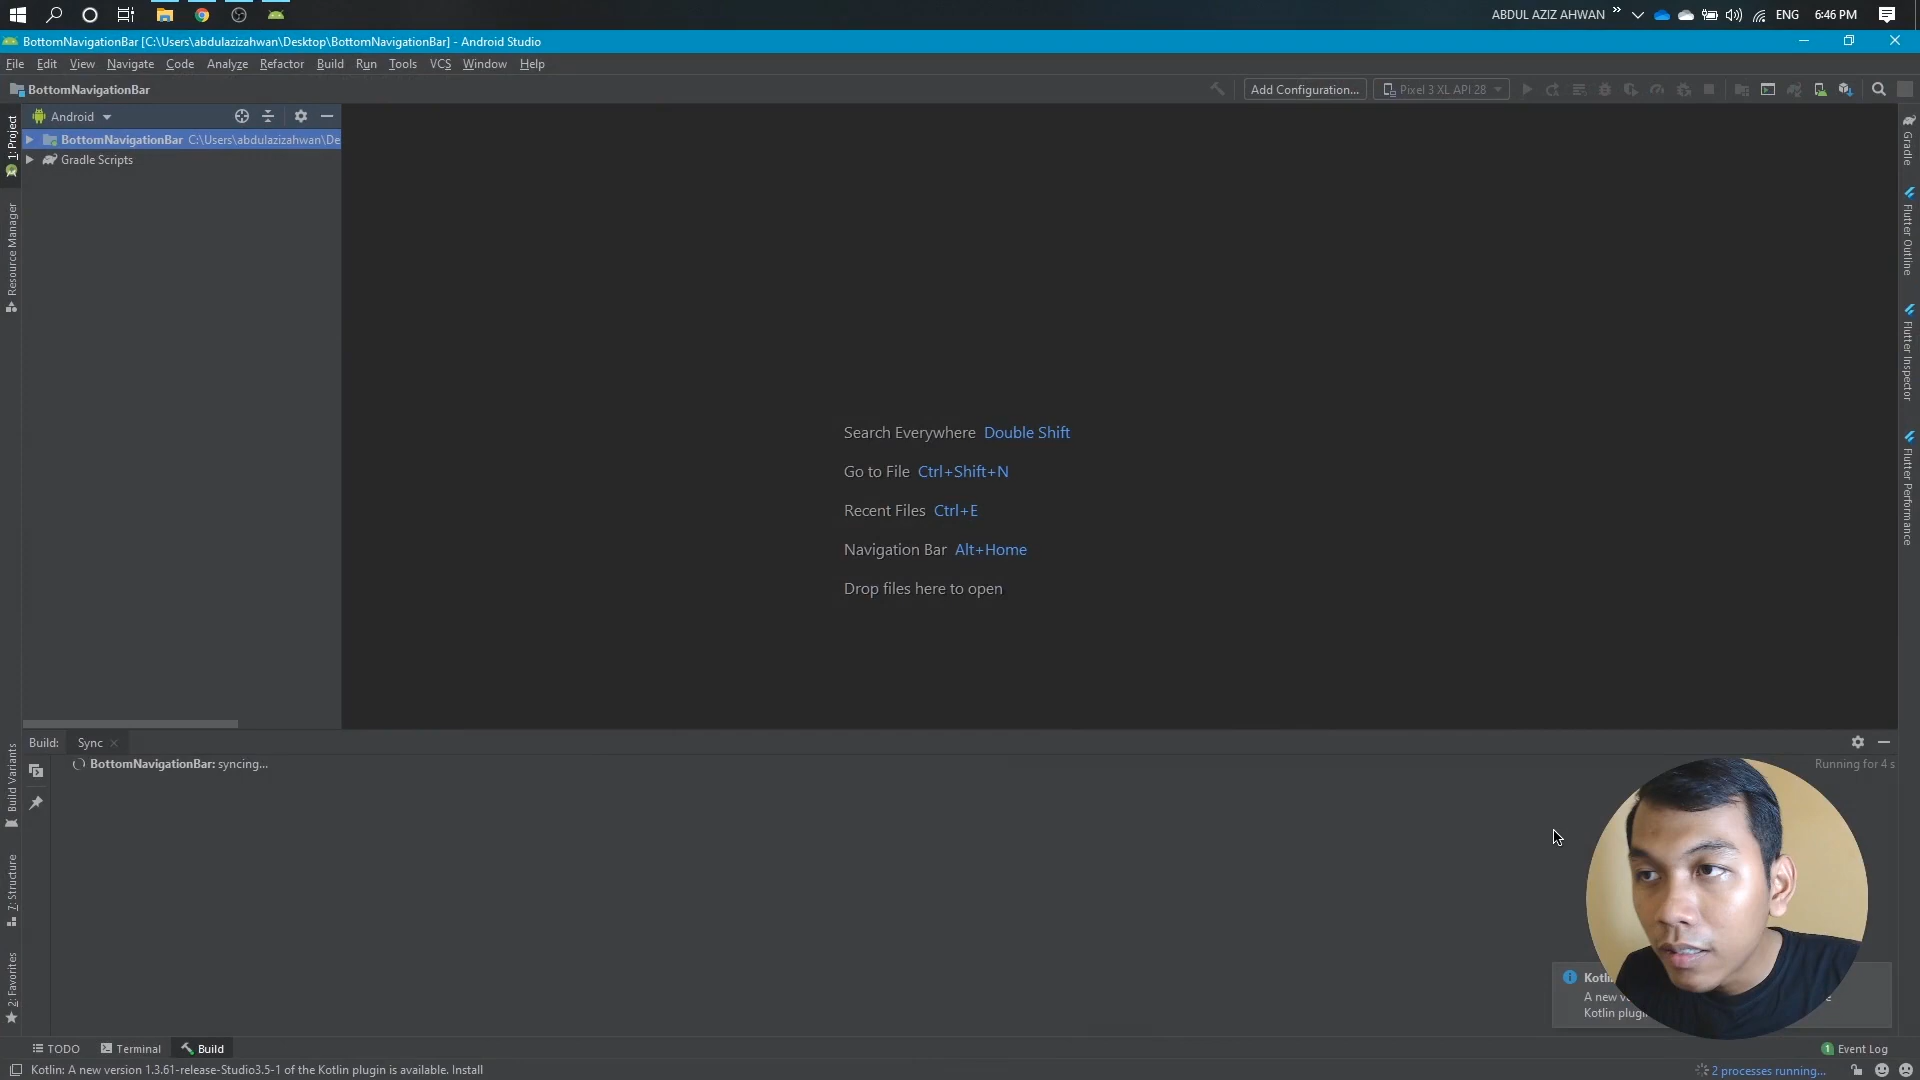 ABDUL AZIZ AHWAN » ENG 6:46 PM
BottomNavigationBar [C:\Users\abdulazizahwan\Desktop\BottomNavigationBar] - Android Studio
File Edit View Navigate Code Analyze Refactor Build Run Tools VCS Window Help
BottomNavigationBar
Add Configuration... Pixel 3 XL API 28
Android
BottomNavigationBar C:\Users\abdulazizahwan\De
Gradle Scripts
1: Project
Resource Manager
Build Variants
7: Structure
2: Favorites
Gradle
Flutter Outline
Flutter Inspector
Flutter Performance
Search Everywhere Double Shift
Go to File Ctrl+Shift+N
Recent Files Ctrl+E
Navigation Bar Alt+Home
Drop files here to open
Build: Sync
BottomNavigationBar: syncing...
Running for 4 s
A new
Kotlin
TODO Terminal Build
1 Event Log
Kotlin: A new version 1.3.61-release-Studio3.5-1 of the Kotlin plugin is available. Install
2 processes running...